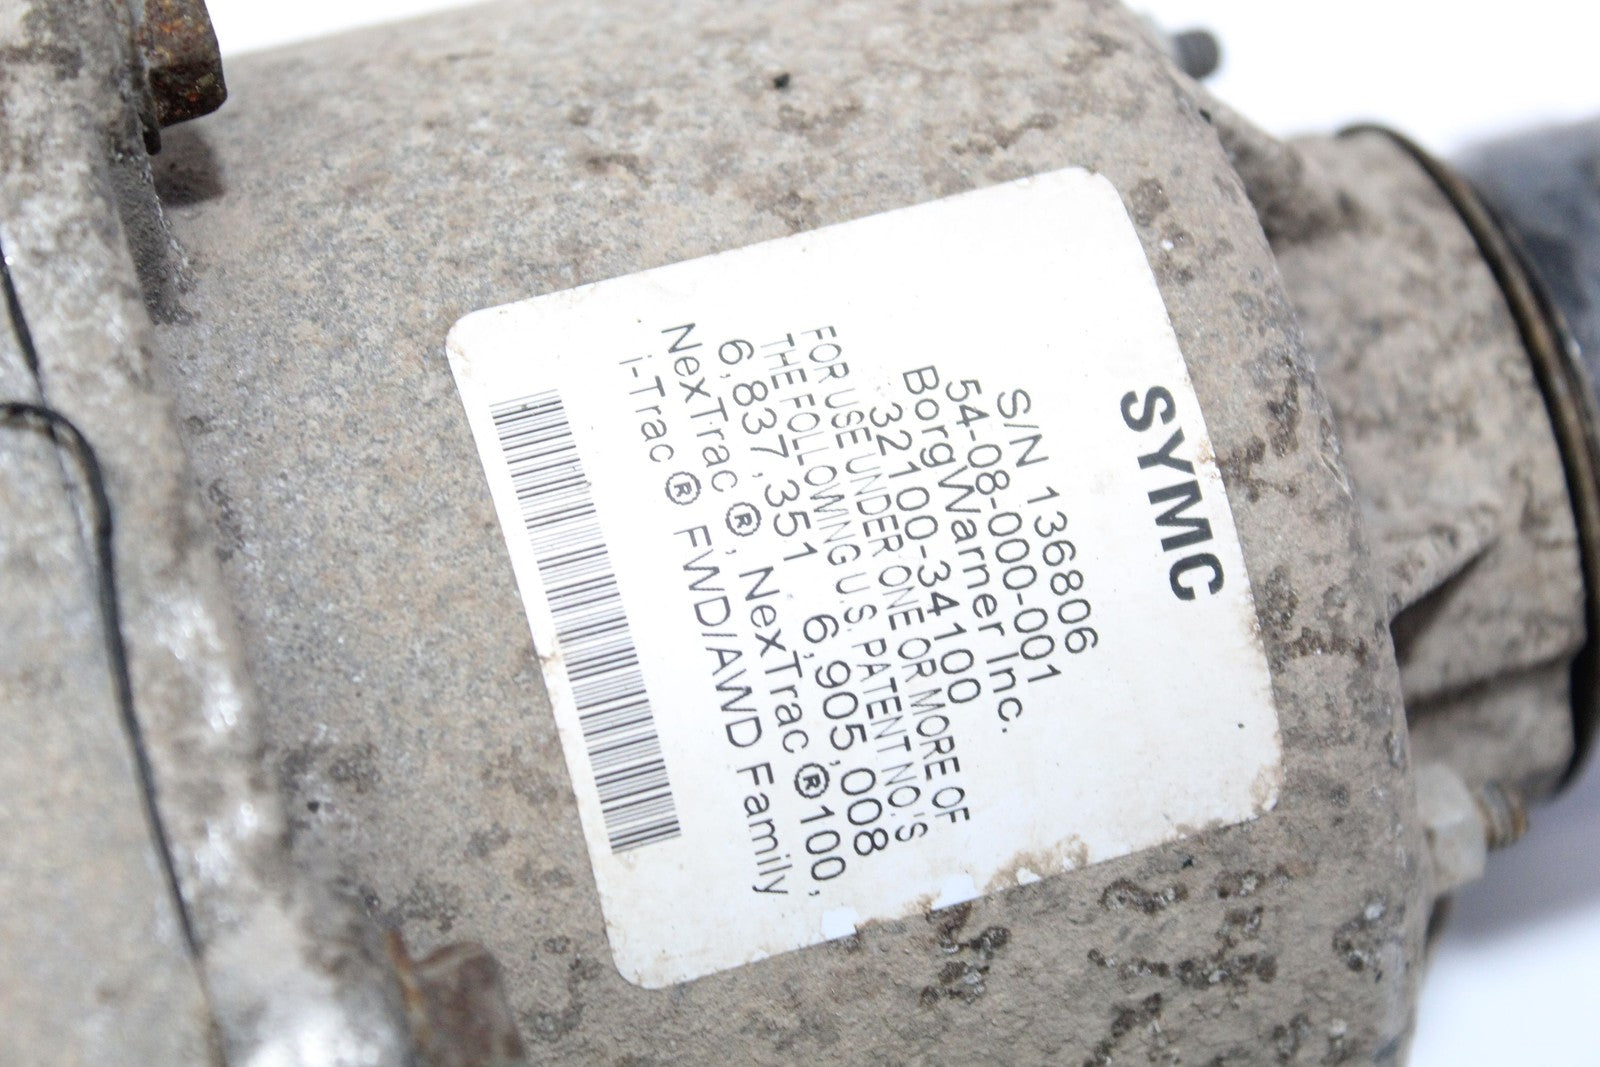 SYMC
S/N 136806
54-08-000-001
BorgWarner Inc.
32100-34100
FOR USE UNDER ONE OR MORE OF
THE FOLLOWING U.S. PATENT NO.'S
6,837,351 6,905,008
NexTrac®, NexTrac®100,
i-Trac® FWD/AWD Family